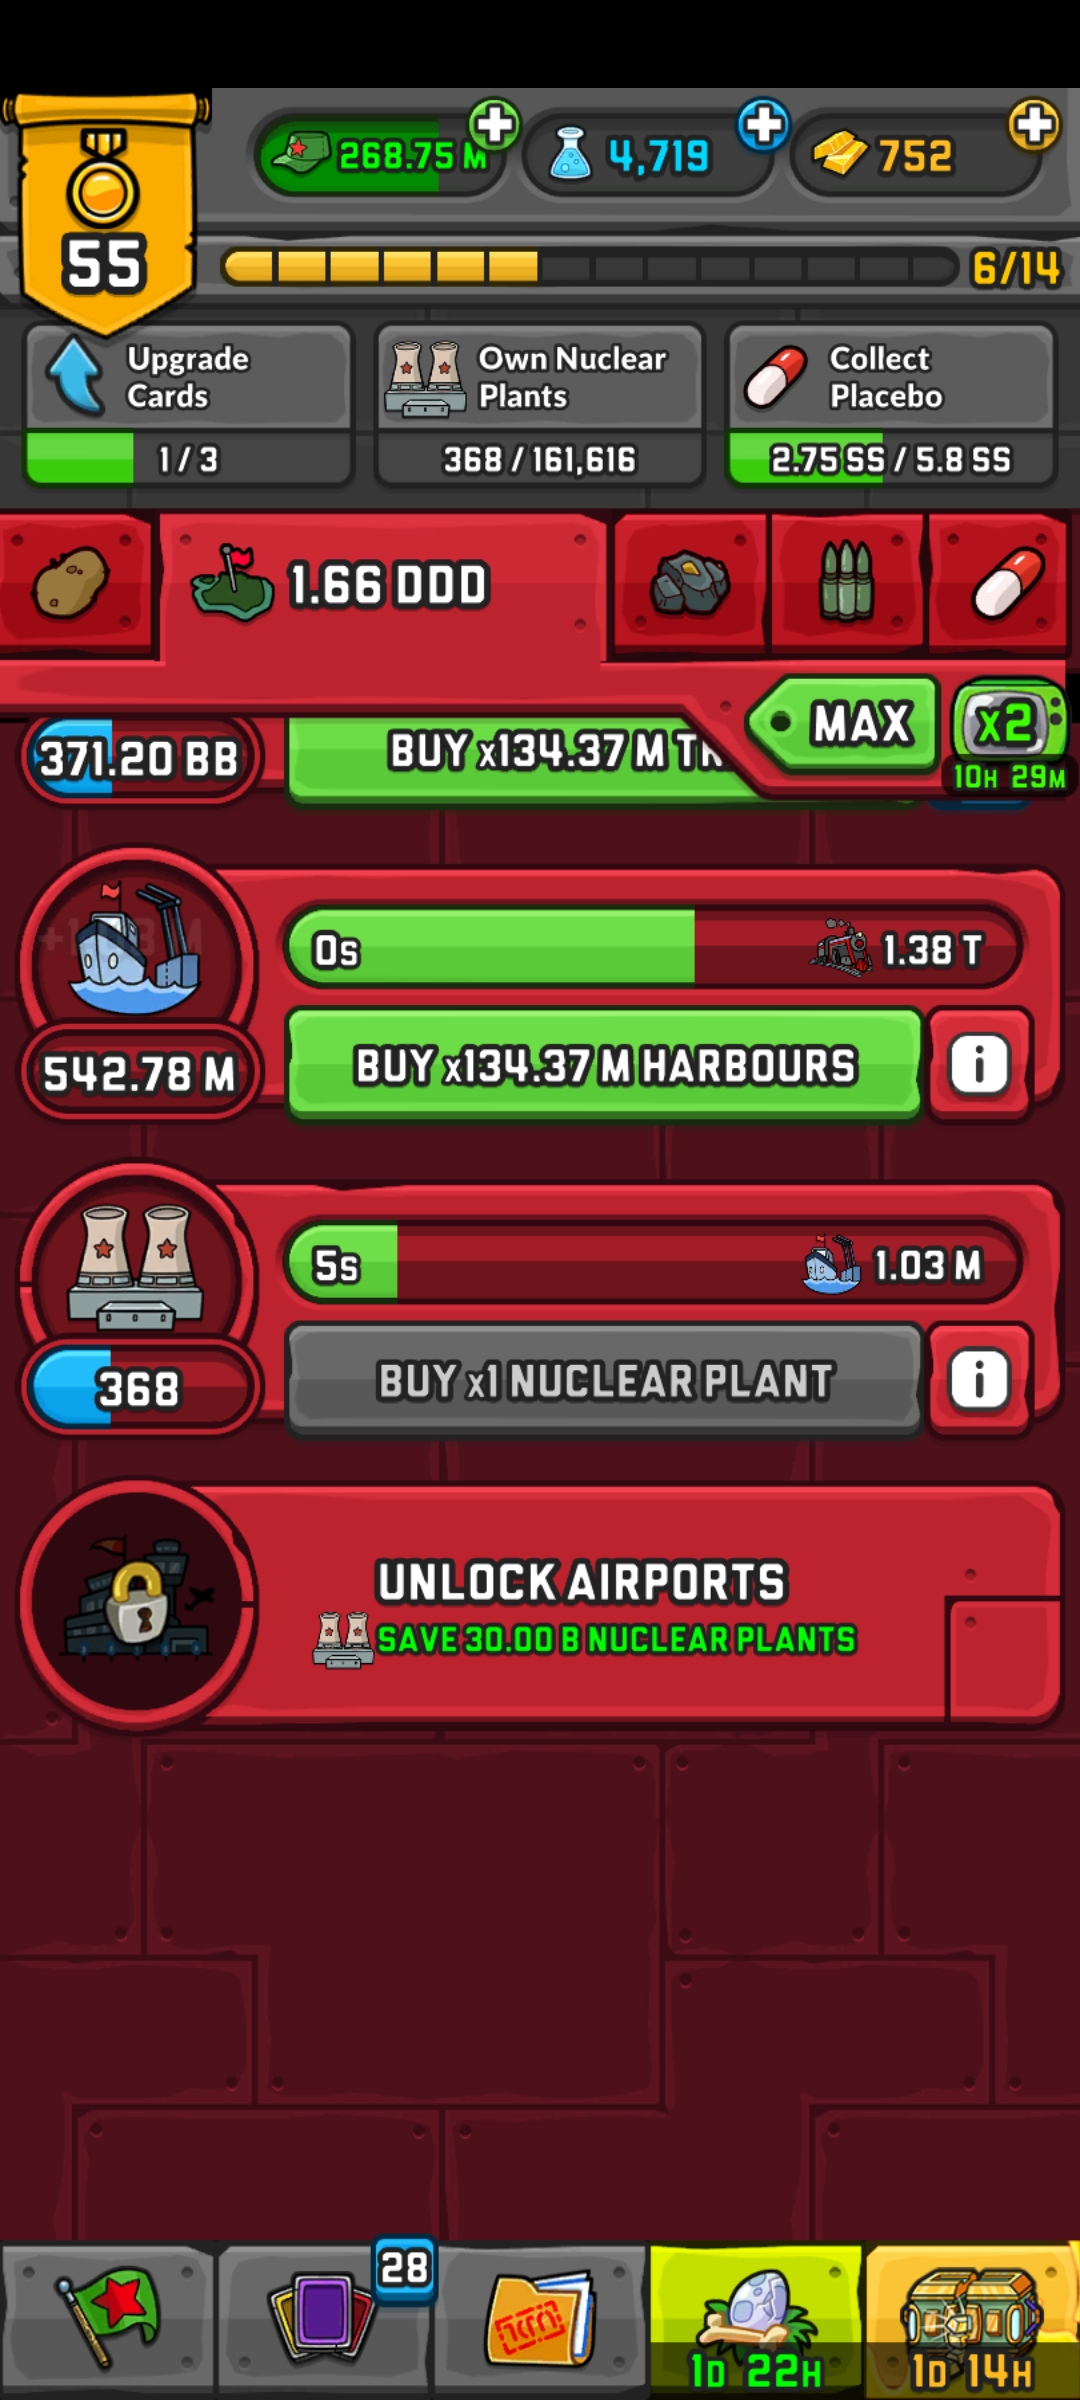 268.75 M
4,719
752
55
6/14
Upgrade
Cards
1 / 3
Own Nuclear
Plants
368 / 161,616
Collect
Placebo
2.75 SS / 5.8 SS
1.66 DDD
MAX
x2
10H 29M
371.20 BB
BUY x134.37 M
0s
1.38 T
542.78 M
BUY x134.37 M HARBOURS
i
5s
1.03 M
368
BUY x1 NUCLEAR PLANT
i
UNLOCK AIRPORTS
SAVE 30.00 B NUCLEAR PLANTS
28
1D 22H
1D 14H